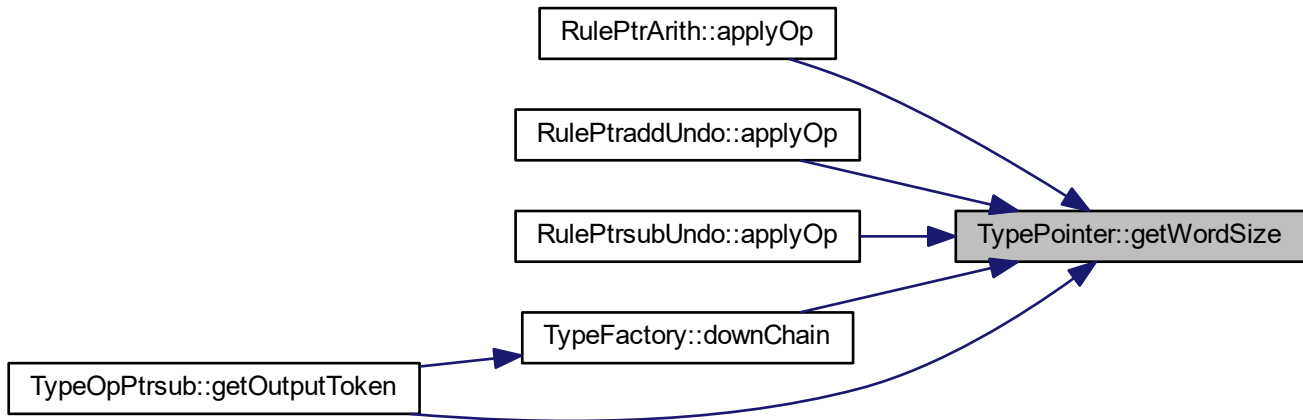 RulePtrArith::applyOp
RulePtraddUndo::applyOp
RulePtrsubUndo::applyOp
TypePointer::getWordSize
TypeFactory::downChain
TypeOpPtrsub::getOutputToken